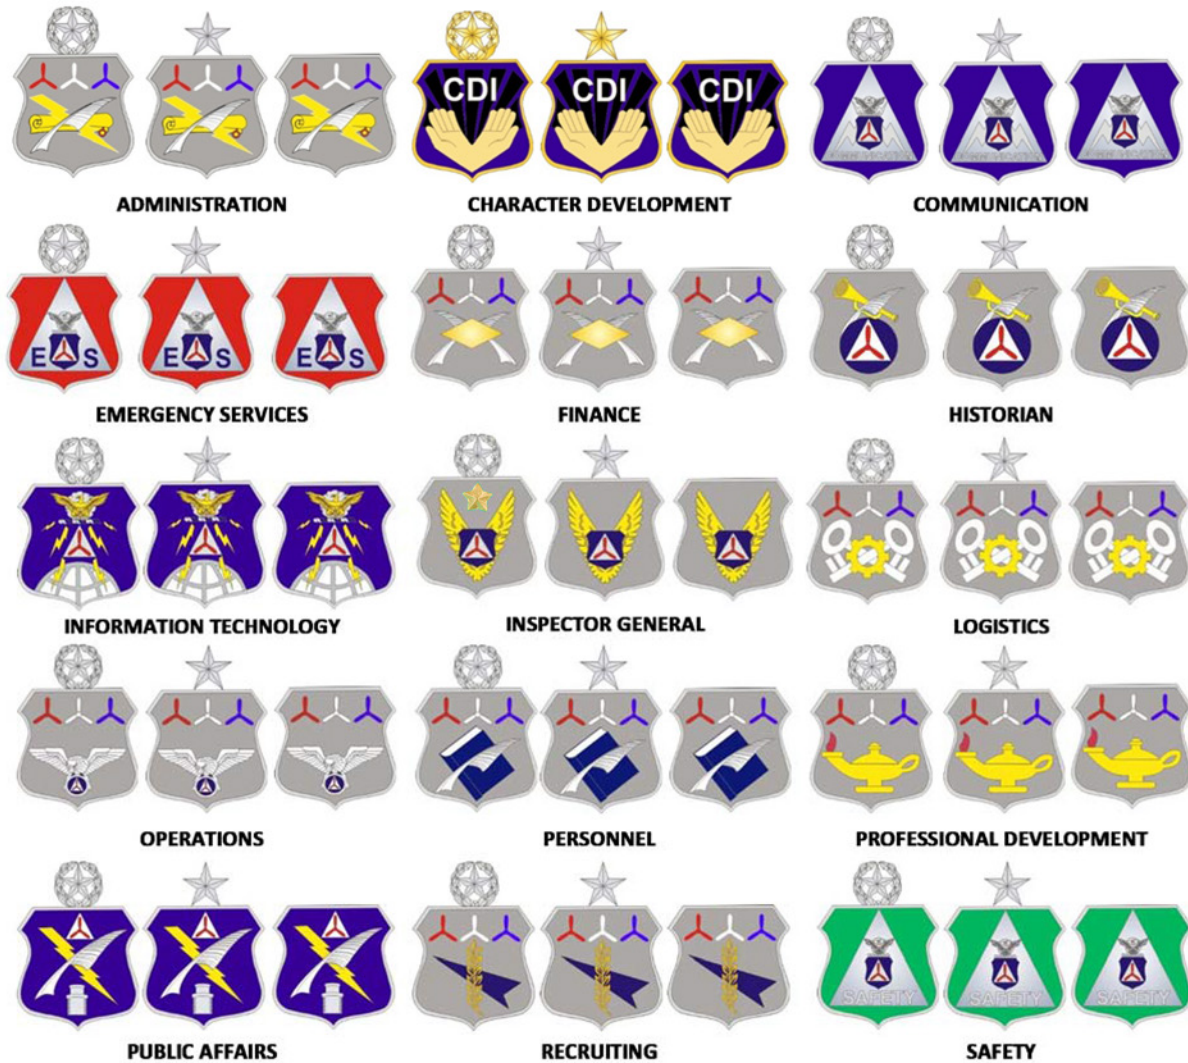 CDI CDI CDI
ADMINISTRATION CHARACTER DEVELOPMENT COMMUNICATION
E S E S E S
EMERGENCY SERVICES FINANCE HISTORIAN
INFORMATION TECHNOLOGY INSPECTOR GENERAL LOGISTICS
OPERATIONS PERSONNEL PROFESSIONAL DEVELOPMENT
SAFETY SAFETY SAFETY
PUBLIC AFFAIRS RECRUITING SAFETY